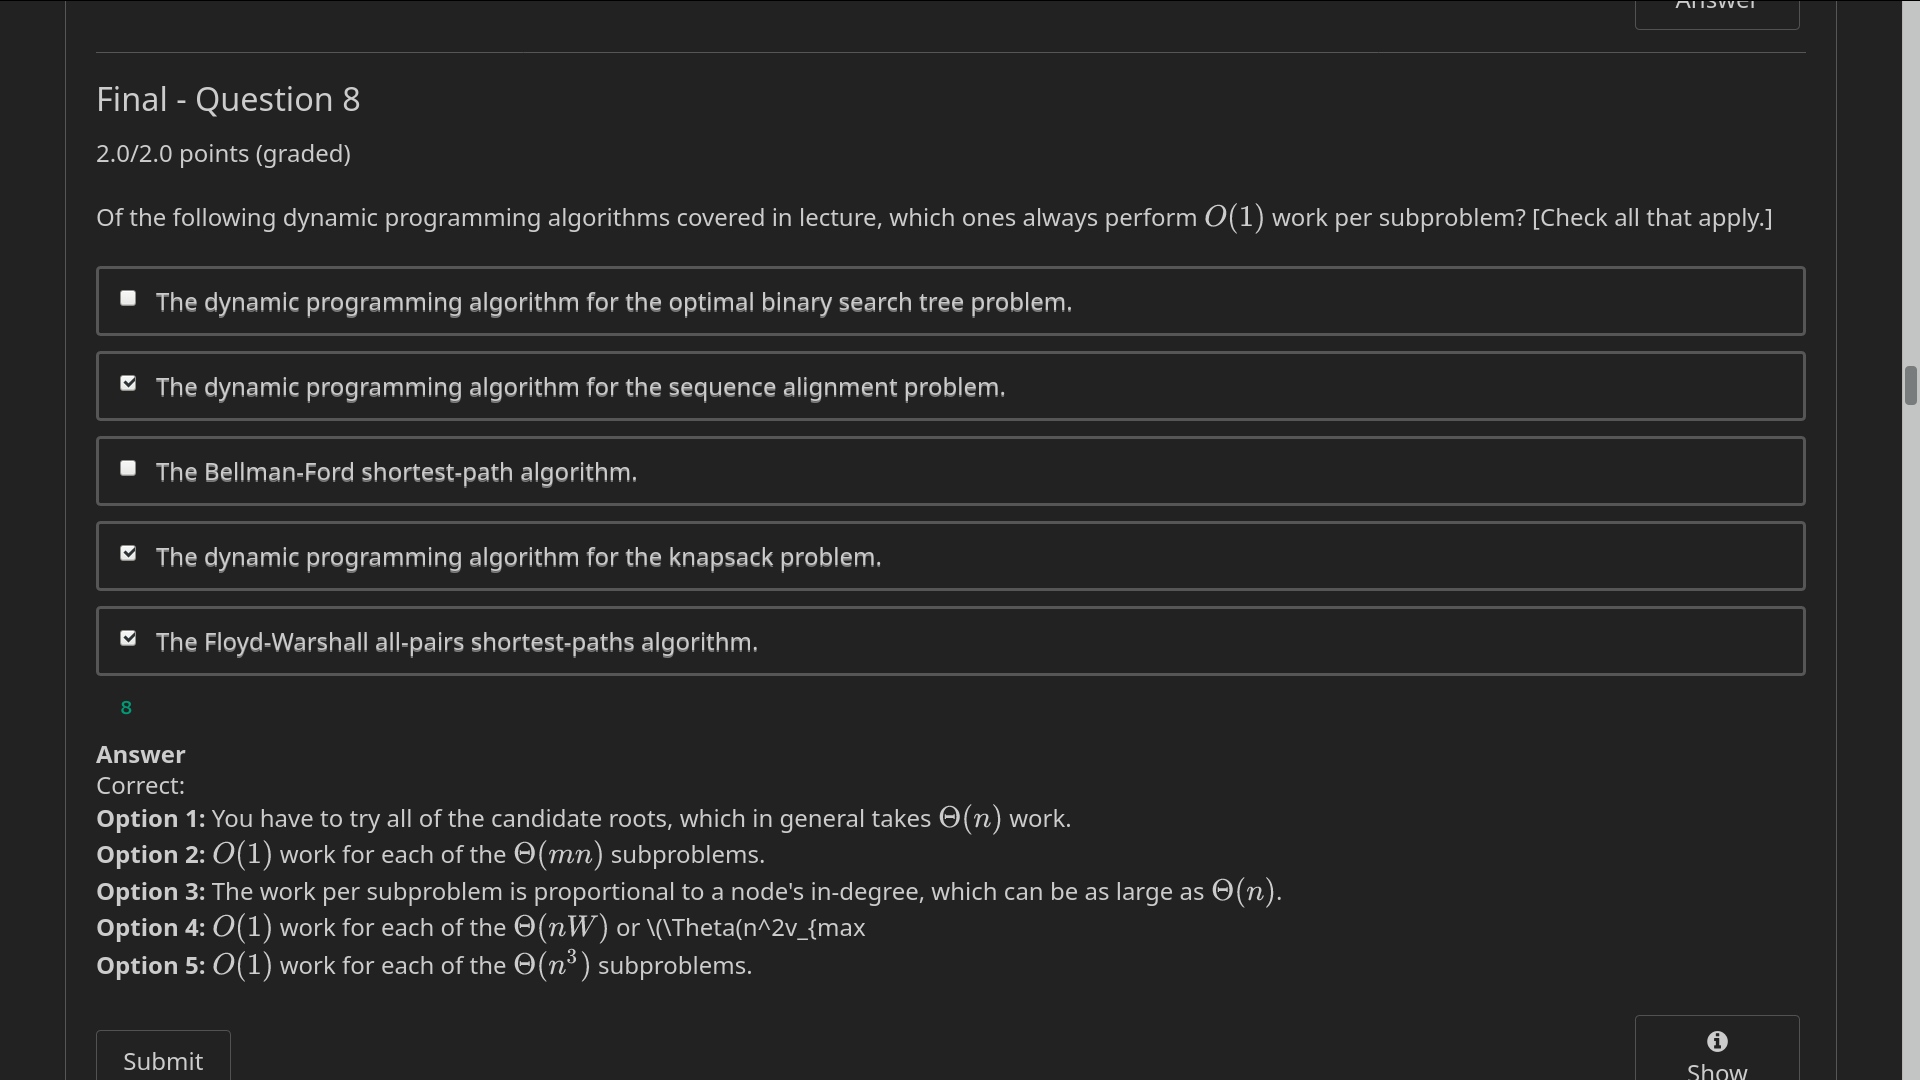 Answer
Final - Question 8
2.0/2.0 points (graded)
Of the following dynamic programming algorithms covered in lecture, which ones always perform O(1) work per subproblem? [Check all that apply.]
The dynamic programming algorithm for the optimal binary search tree problem.
The dynamic programming algorithm for the sequence alignment problem.
The Bellman-Ford shortest-path algorithm.
The dynamic programming algorithm for the knapsack problem.
The Floyd-Warshall all-pairs shortest-paths algorithm.
8
Answer
Correct:
Option 1: You have to try all of the candidate roots, which in general takes Θ(n) work.
Option 2: O(1) work for each of the Θ(mn) subproblems.
Option 3: The work per subproblem is proportional to a node's in-degree, which can be as large as Θ(n).
Option 4: O(1) work for each of the Θ(nW) or \(\Theta(n^2v_{max
Option 5: O(1) work for each of the Θ(n³) subproblems.
Submit
Show